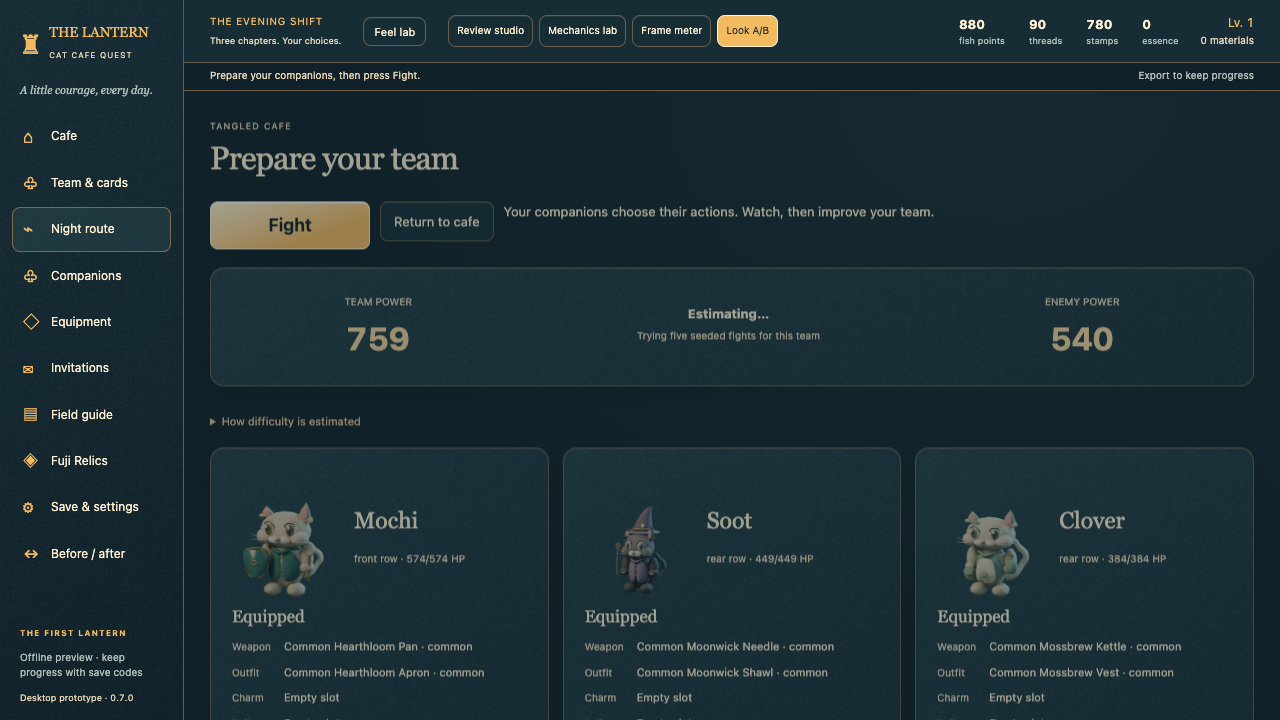 THE LANTERN
CAT CAFE QUEST
A little courage, every day.
Cafe
Team & cards
Night route
Companions
Equipment
Invitations
Field guide
Fuji Relics
Save & settings
Before / after
THE FIRST LANTERN
Offline preview · keep
progress with save codes
Desktop prototype · 0.7.0
THE EVENING SHIFT
Three chapters. Your choices.
Feel lab
Review studio
Mechanics lab
Frame meter
Look A/B
880
fish points
90
threads
780
stamps
0
essence
Lv. 1
0 materials
Prepare your companions, then press Fight.
Export to keep progress
TANGLED CAFE
Prepare your team
Fight
Return to cafe
Your companions choose their actions. Watch, then improve your team.
TEAM POWER
759
Estimating...
Trying five seeded fights for this team
ENEMY POWER
540
How difficulty is estimated
Mochi
front row · 574/574 HP
Equipped
Weapon Common Hearthloom Pan · common
Outfit Common Hearthloom Apron · common
Charm Empty slot
Soot
rear row · 449/449 HP
Equipped
Weapon Common Moonwick Needle · common
Outfit Common Moonwick Shawl · common
Charm Empty slot
Clover
rear row · 384/384 HP
Equipped
Weapon Common Mossbrew Kettle · common
Outfit Common Mossbrew Vest · common
Charm Empty slot